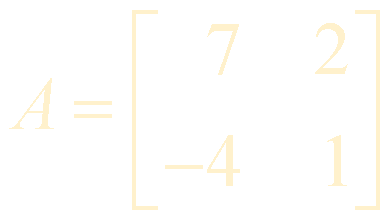 A = [ 7 2
−4 1 ]